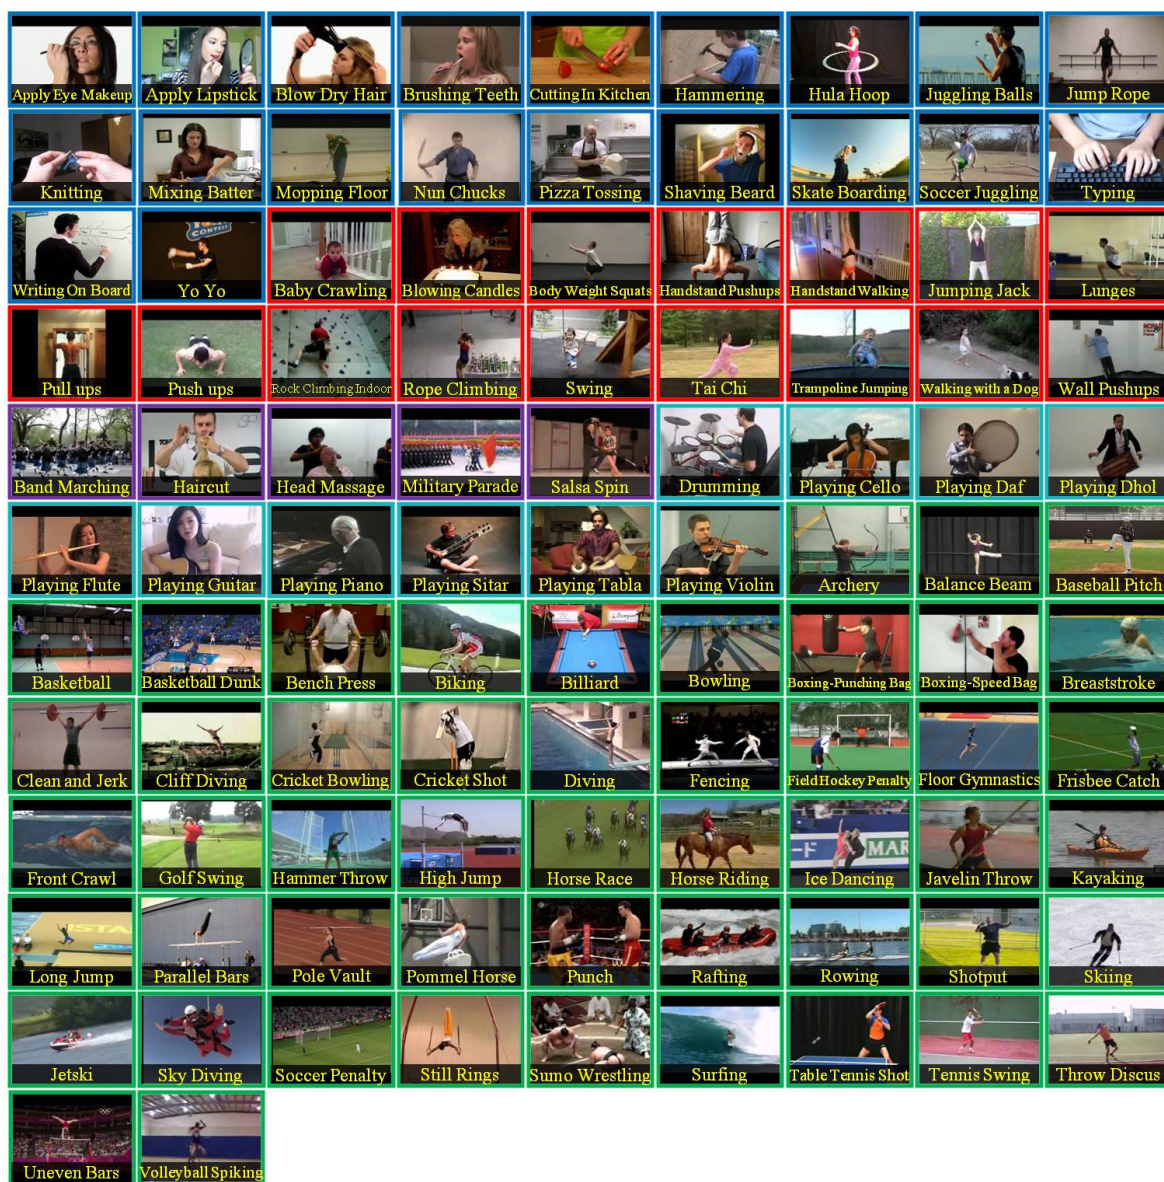 Apply Eye Makeup
Apply Lipstick
Blow Dry Hair
Brushing Teeth
Cutting In Kitchen
Hammering
Hula Hoop
Juggling Balls
Jump Rope
Knitting
Mixing Batter
Mopping Floor
Nun Chucks
Pizza Tossing
Shaving Beard
Skate Boarding
Soccer Juggling
Typing
Writing On Board
CONTEST
Yo Yo
Baby Crawling
Blowing Candles
Body Weight Squats
Handstand Pushups
Handstand Walking
Jumping Jack
Lunges
Pull ups
Push ups
Rock Climbing Indoor
Rope Climbing
Swing
Tai Chi
Trampoline Jumping
Walking with a Dog
Wall Pushups
Band Marching
Haircut
Head Massage
Military Parade
Salsa Spin
Drumming
Playing Cello
Playing Daf
Playing Dhol
Playing Flute
Playing Guitar
Playing Piano
Playing Sitar
Playing Tabla
Playing Violin
Archery
Balance Beam
Baseball Pitch
Basketball
Basketball Dunk
Bench Press
Biking
Billiard
Bowling
Boxing-Punching Bag
Boxing-Speed Bag
Breaststroke
Clean and Jerk
Cliff Diving
Cricket Bowling
Cricket Shot
Diving
Fencing
Field Hockey Penalty
Floor Gymnastics
Frisbee Catch
Front Crawl
Golf Swing
Hammer Throw
High Jump
Horse Race
Horse Riding
MAR
Ice Dancing
Javelin Throw
Kayaking
Long Jump
Parallel Bars
Pole Vault
Pommel Horse
Punch
Rafting
Rowing
Shotput
Skiing
Jetski
Sky Diving
Soccer Penalty
Still Rings
Sumo Wrestling
Surfing
Table Tennis Shot
Tennis Swing
Throw Discus
Uneven Bars
Volleyball Spiking